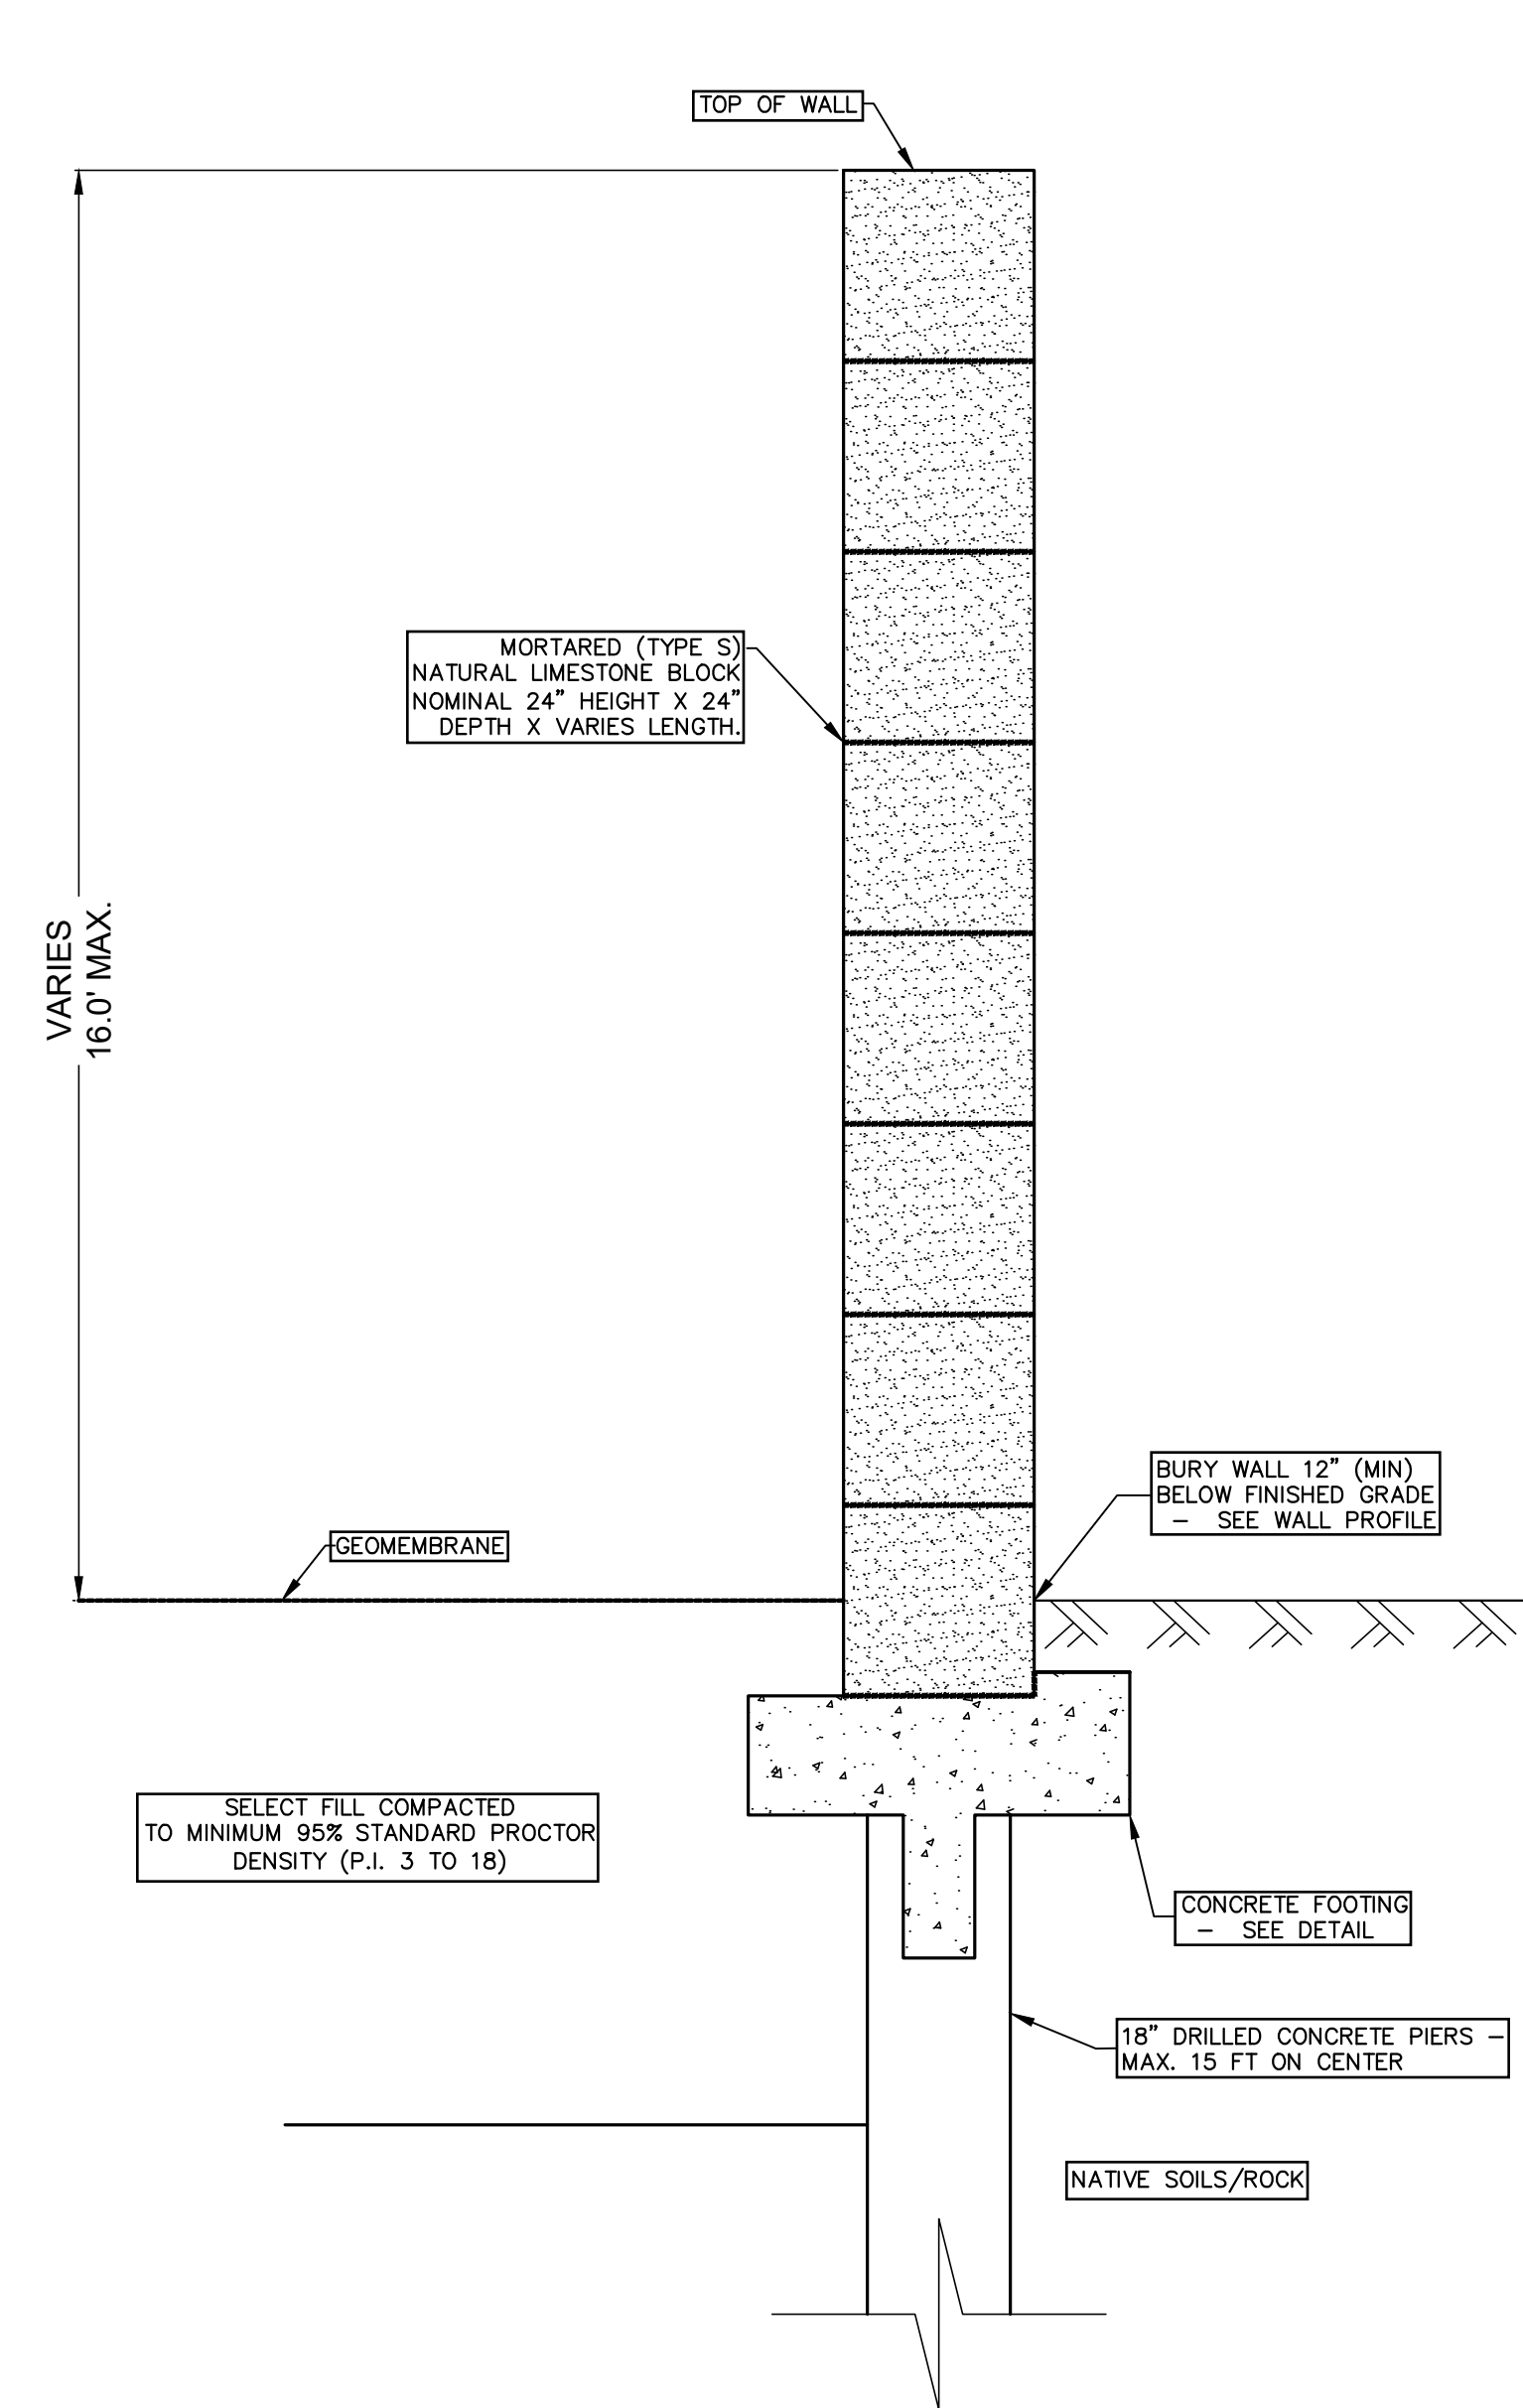 TOP OF WALL
MORTARED (TYPE S)
NATURAL LIMESTONE BLOCK
NOMINAL 24" HEIGHT X 24"
DEPTH X VARIES LENGTH.
VARIES
16.0' MAX.
BURY WALL 12" (MIN)
BELOW FINISHED GRADE
- SEE WALL PROFILE
GEOMEMBRANE
SELECT FILL COMPACTED
TO MINIMUM 95% STANDARD PROCTOR
DENSITY (P.I. 3 TO 18)
CONCRETE FOOTING
- SEE DETAIL
18" DRILLED CONCRETE PIERS -
MAX. 15 FT ON CENTER
NATIVE SOILS/ROCK